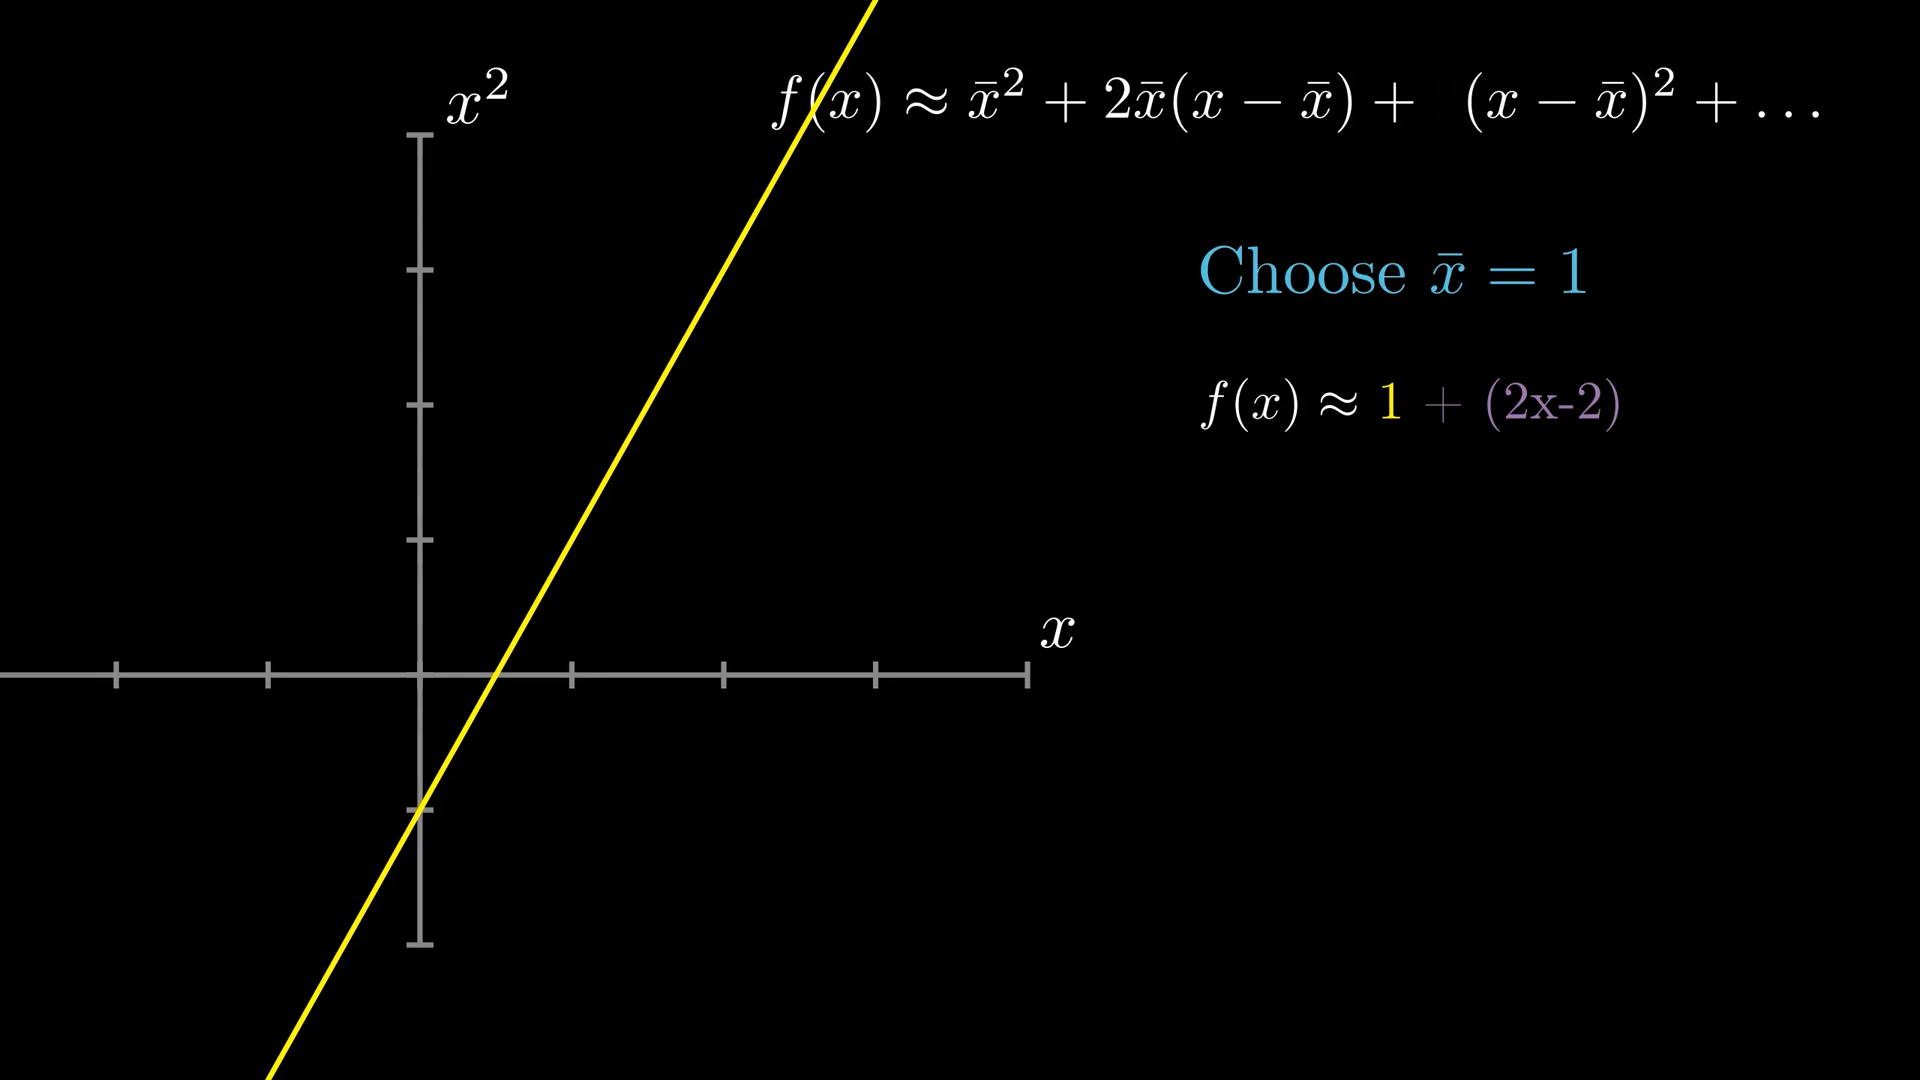 x²
f(x) ≈ x̄² + 2x̄(x − x̄) + (x − x̄)² + …
Choose x̄ = 1
f(x) ≈ 1 + (2x-2)
x